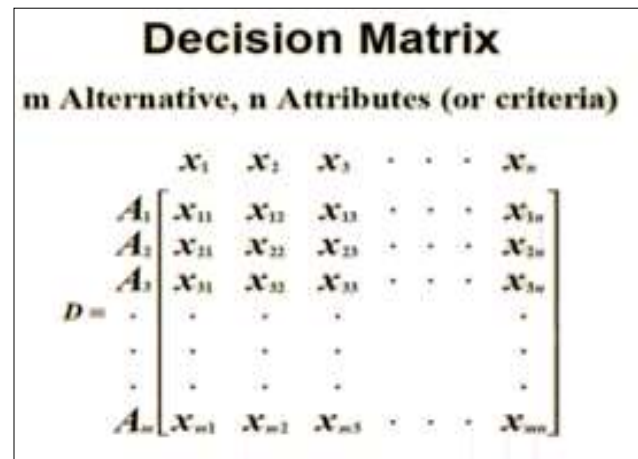 Decision Matrix
m Alternative, n Attributes (or criteria)
x₁ x₂ x₃ · · · xₙ
A₁ x₁₁ x₁₂ x₁₃ · · · x₁ₙ
A₂ x₂₁ x₂₂ x₂₃ · · · x₂ₙ
A₃ x₃₁ x₃₂ x₃₃ · · · x₃ₙ
D = · · · · ·
· · · · ·
· · · · ·
Aₘ xₘ₁ xₘ₂ xₘ₃ · · · xₘₙ